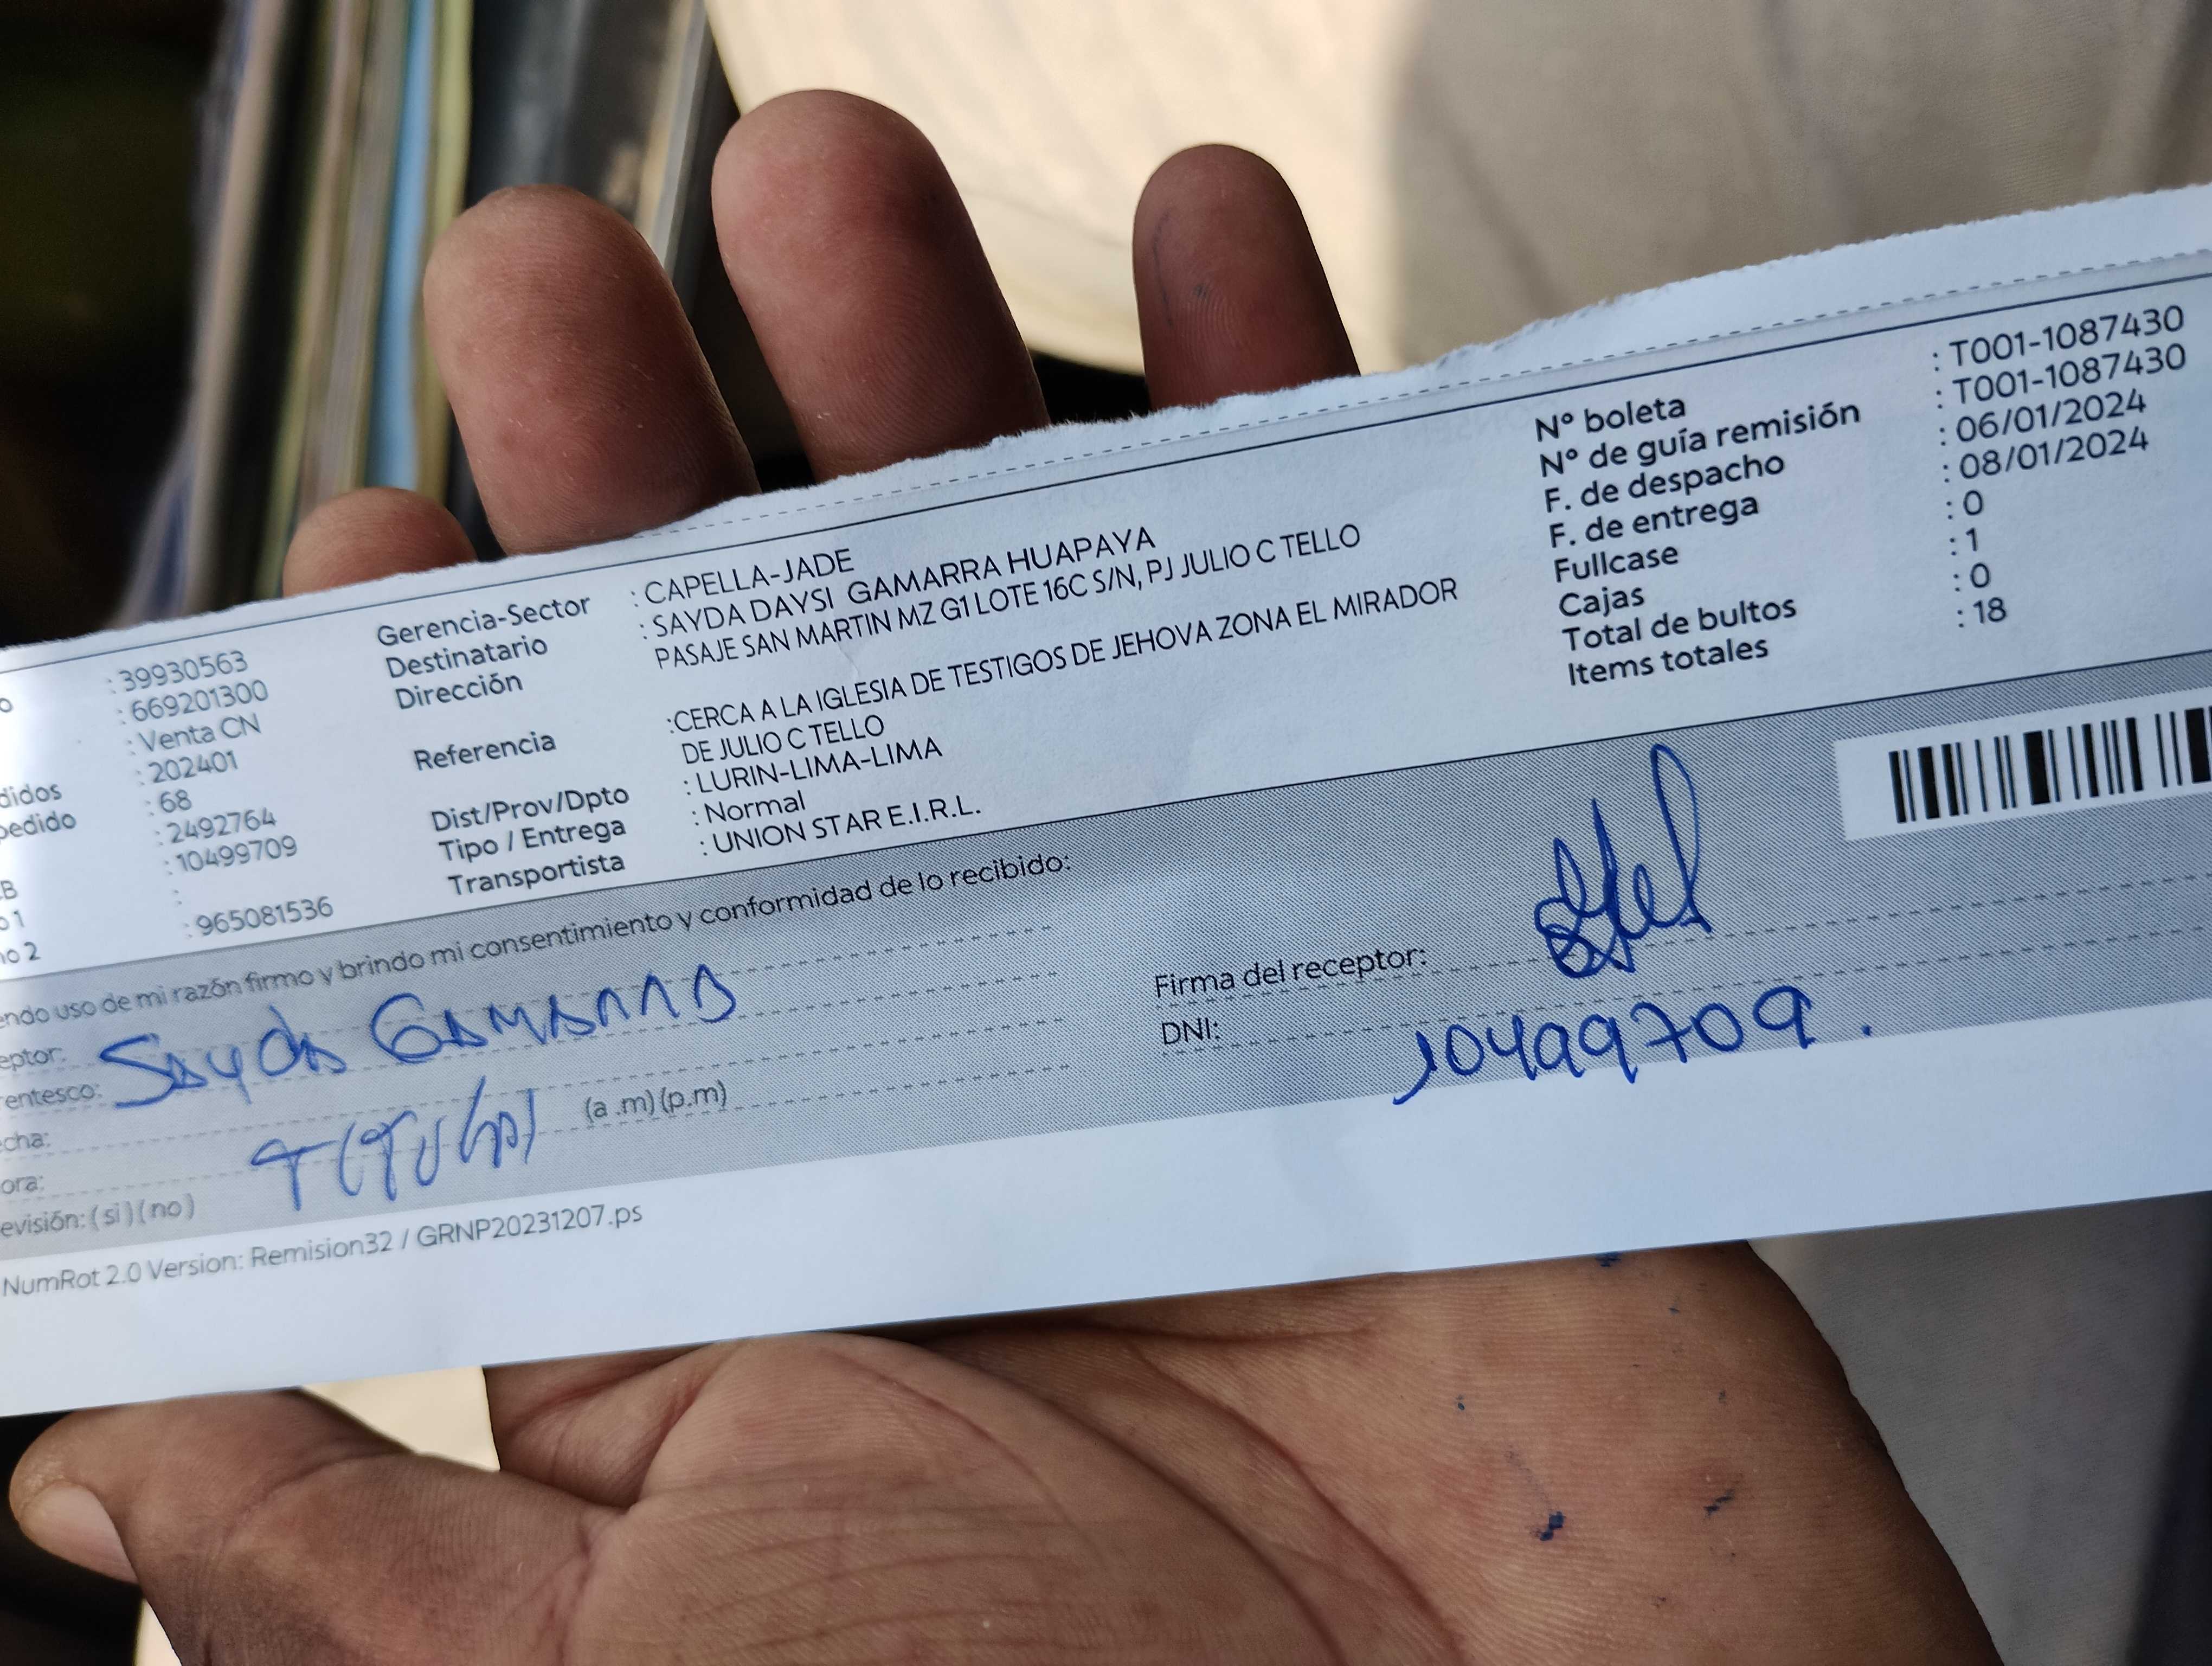 : 39930563
: 669201300
: Venta CN
didos : 202401
pedido : 68
: 2492764
: 10499709
B :
o 1 : 965081536
no 2
Gerencia-Sector : CAPELLA-JADE
Destinatario : SAYDA DAYSI GAMARRA HUAPAYA
Dirección PASAJE SAN MARTIN MZ G1 LOTE 16C S/N, PJ JULIO C TELLO
Referencia :CERCA A LA IGLESIA DE TESTIGOS DE JEHOVA ZONA EL MIRADOR
DE JULIO C TELLO
Dist/Prov/Dpto : LURIN-LIMA-LIMA
Tipo / Entrega : Normal
Transportista : UNION STAR E.I.R.L.
N° boleta : T001-1087430
N° de guía remisión : T001-1087430
F. de despacho : 06/01/2024
F. de entrega : 08/01/2024
Fullcase : 0
Cajas : 1
Total de bultos : 0
Items totales : 18
endo uso de mi razón firmo y brindo mi consentimiento y conformidad de lo recibido:
eptor: Sayda GAMARRA
entesco:
cha:
ora: (a .m)(p.m)
evisión: (si)(no)
Firma del receptor:
DNI: 10499709.
NumRot 2.0 Version: Remision32 / GRNP20231207.ps